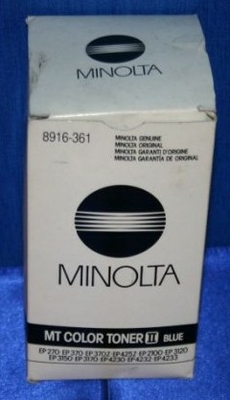 MINOLTA
8916-361
MINOLTA GENUINE
MINOLTA ORIGINAL
MINOLTA GARANTI D'ORIGINE
MINOLTA GARANTÍA DE ORIGEN
MINOLTA
MT COLOR TONER II BLUE
EP 270 EP 370 EP 370Z EP 425Z EP 2100 EP 3120
EP 3150 EP 3170 EP 4230 EP 4232 EP 4233